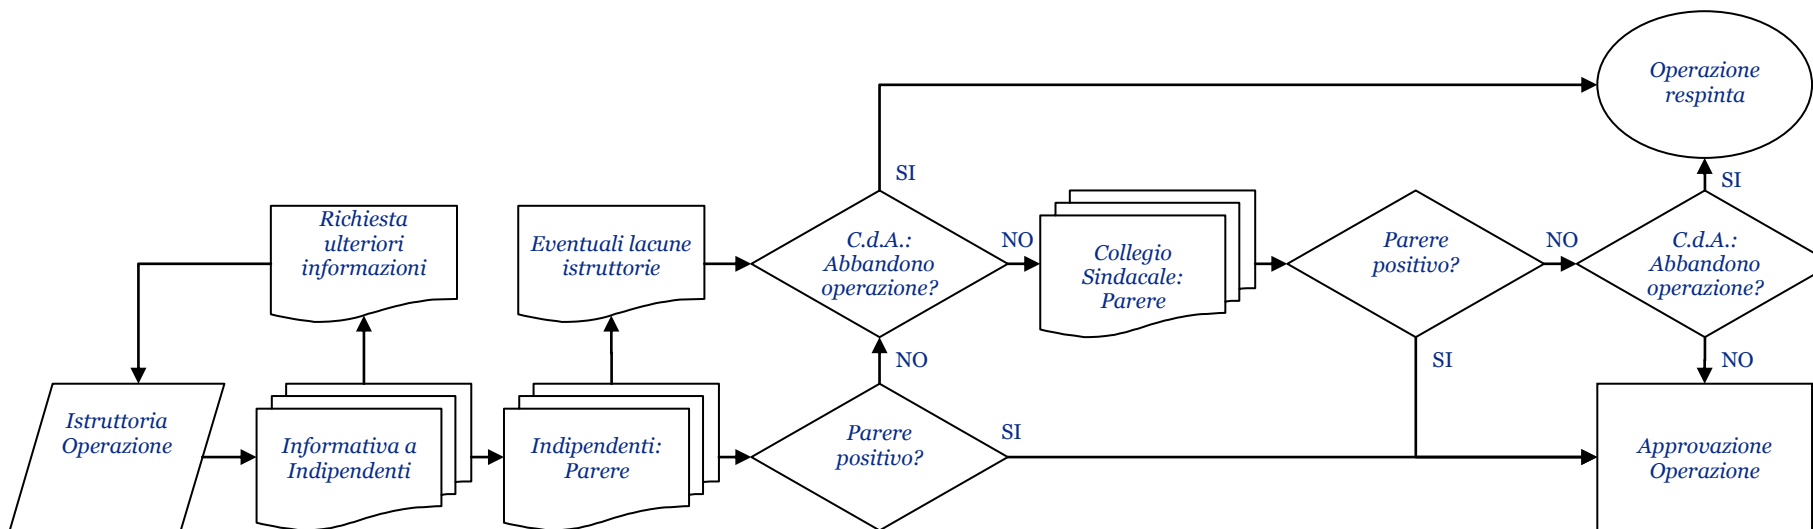 Operazione
respinta
SI
SI
Richiesta
ulteriori
informazioni
Eventuali lacune
istruttorie
C.d.A.:
Abbandono
operazione?
NO
Collegio
Sindacale:
Parere
Parere
positivo?
NO
C.d.A.:
Abbandono
operazione?
NO
SI
NO
Istruttoria
Operazione
Informativa a
Indipendenti
Indipendenti:
Parere
Parere
positivo?
SI
Approvazione
Operazione